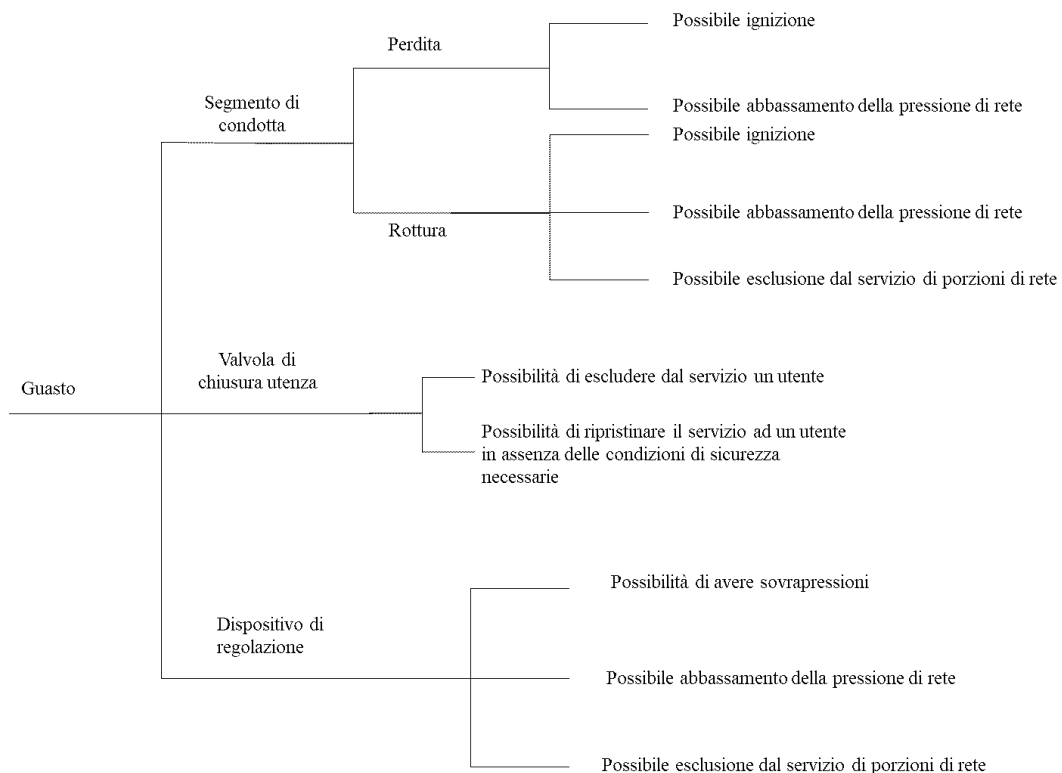 Possibile ignizione
Perdita
Segmento di
condotta
Possibile abbassamento della pressione di rete
Possibile ignizione
Possibile abbassamento della pressione di rete
Rottura
Possibile esclusione dal servizio di porzioni di rete
Valvola di
chiusura utenza
Guasto
Possibilità di escludere dal servizio un utente
Possibilità di ripristinare il servizio ad un utente
in assenza delle condizioni di sicurezza
necessarie
Possibilità di avere sovrapressioni
Dispositivo di
regolazione
Possibile abbassamento della pressione di rete
Possibile esclusione dal servizio di porzioni di rete